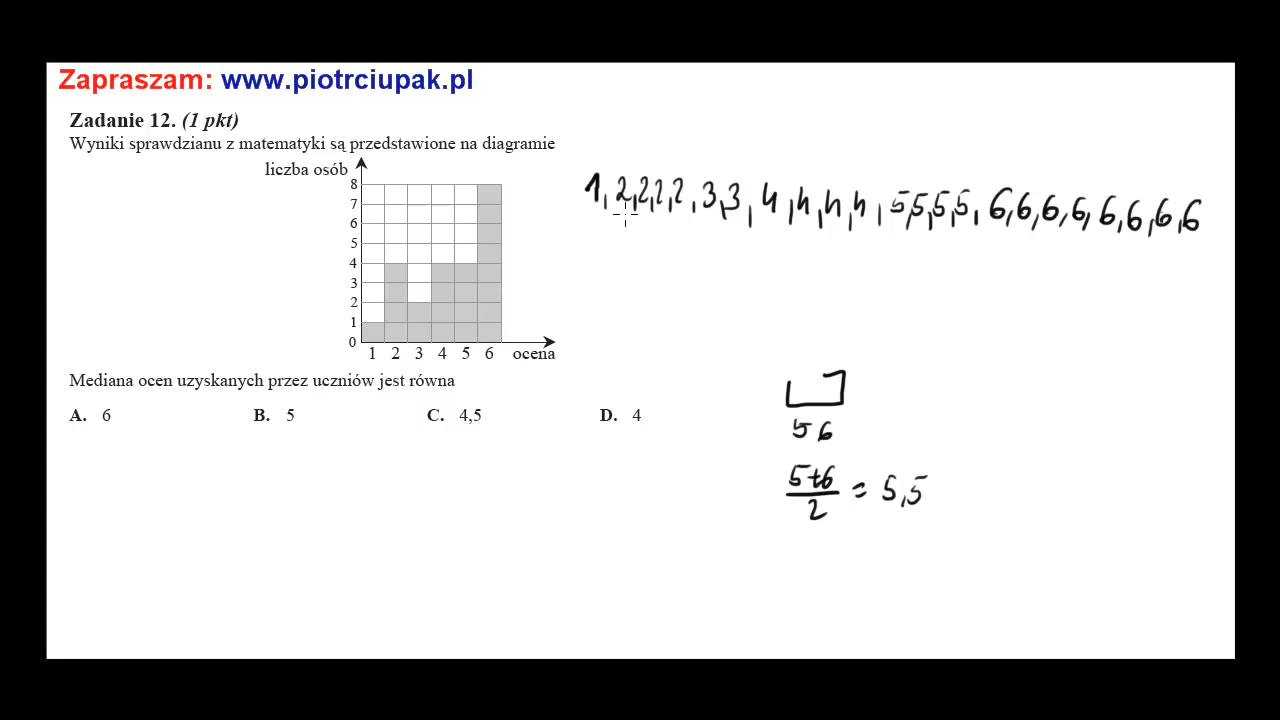 Zapraszam: www.piotrciupak.pl
Zadanie 12. (1 pkt)
Wyniki sprawdzianu z matematyki są przedstawione na diagramie
liczba osób
8
7
6
5
4
3
2
1
0
1 2 3 4 5 6 ocena
Mediana ocen uzyskanych przez uczniów jest równa
A. 6 B. 5 C. 4,5 D. 4
1, 2,2,2,2, 3,3, 4,4,4,4, 5,5,5,5, 6,6,6,6,6,6,6,6
5 6
5+6/2 = 5,5